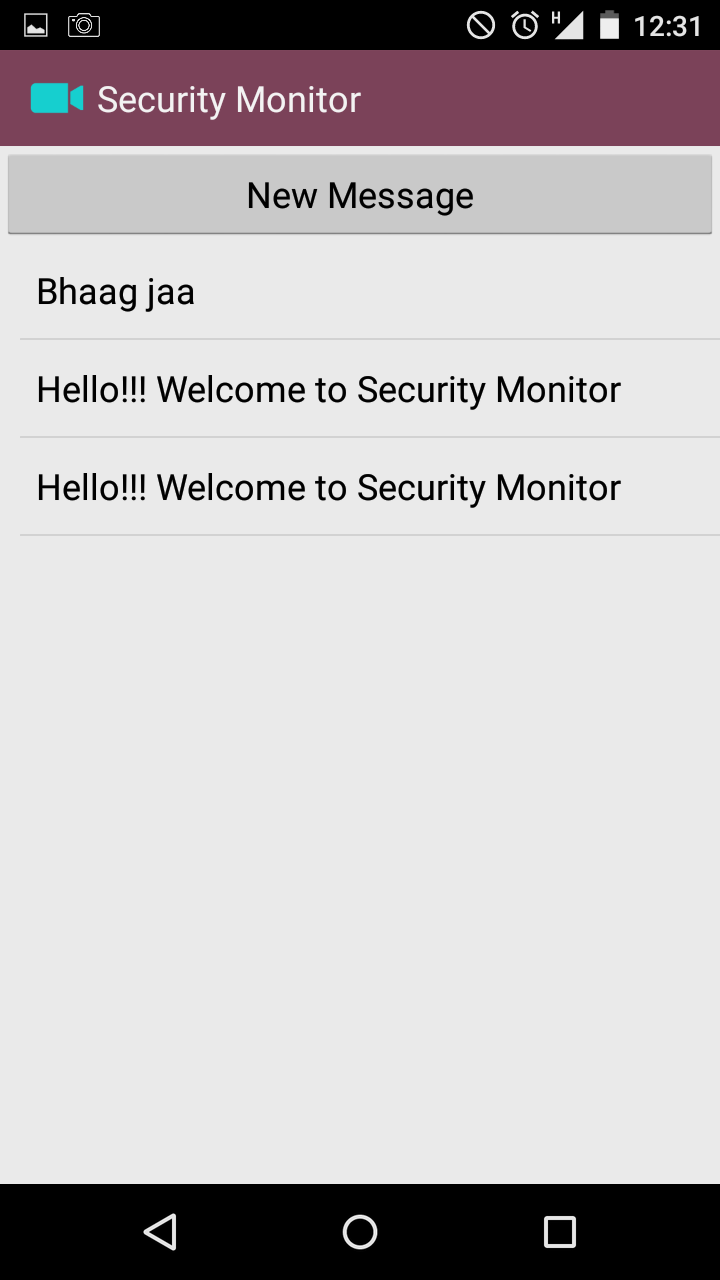 H 12:31
Security Monitor
New Message
Bhaag jaa
Hello!!! Welcome to Security Monitor
Hello!!! Welcome to Security Monitor